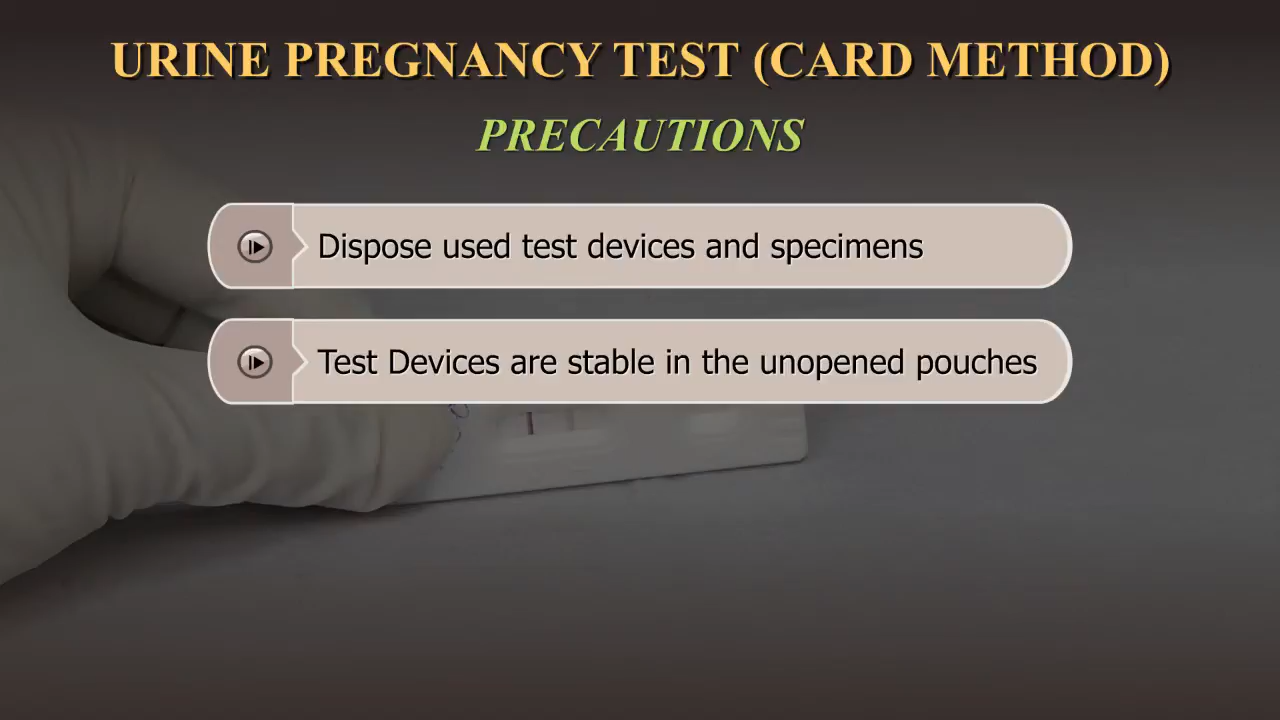 URINE PREGNANCY TEST (CARD METHOD)
PRECAUTIONS
Dispose used test devices and specimens
Test Devices are stable in the unopened pouches